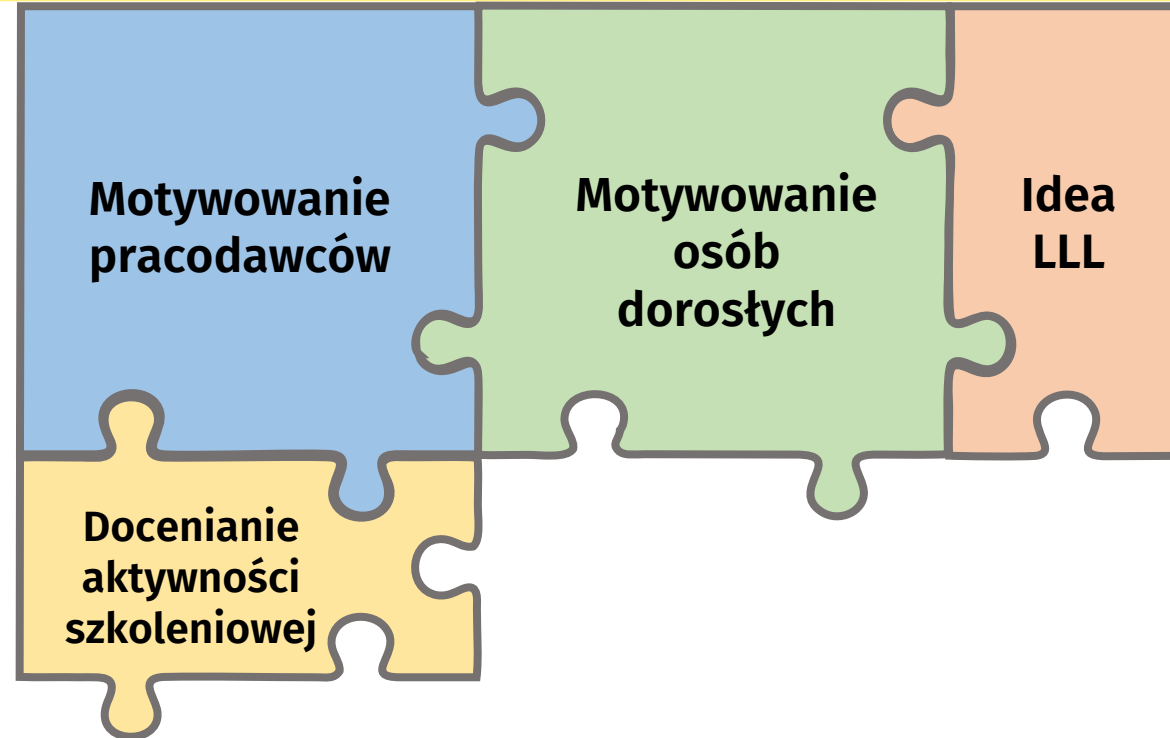 Motywowanie
pracodawców
Motywowanie
osób
dorosłych
Idea
LLL
Docenianie
aktywności
szkoleniowej